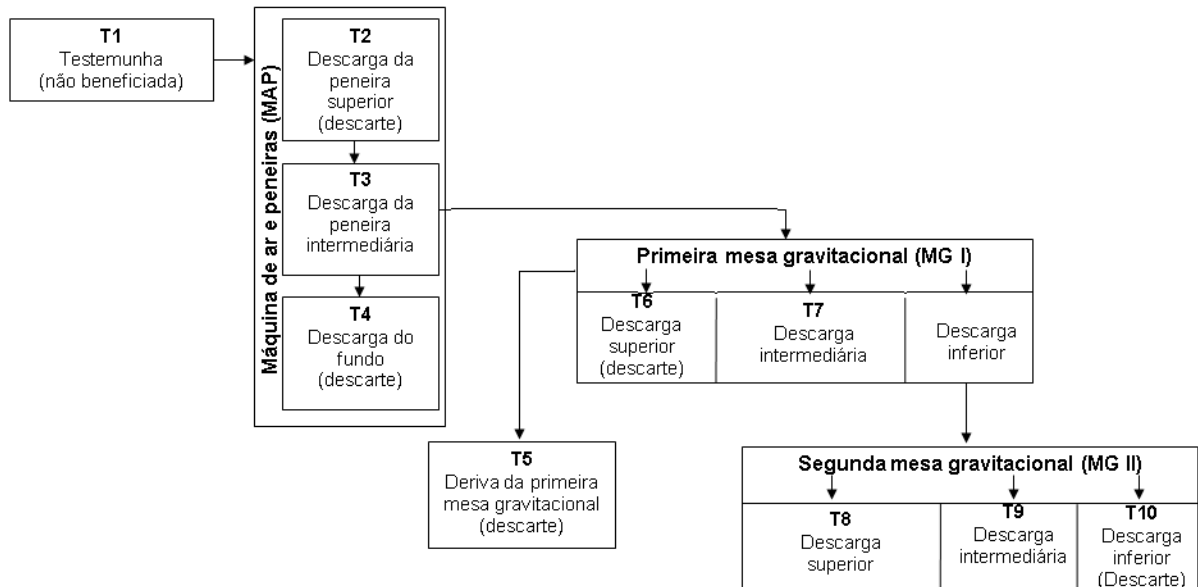 T1
Testemunha
(não beneficiada)
Máquina de ar e peneiras (MAP)
T2
Descarga da
peneira
superior
(descarte)
T3
Descarga da
peneira
intermediária
T4
Descarga do
fundo
(descarte)
Primeira mesa gravitacional (MG I)
T6
Descarga
superior
(descarte)
T7
Descarga
intermediária
Descarga
inferior
T5
Deriva da primeira
mesa gravitacional
(descarte)
Segunda mesa gravitacional (MG II)
T8
Descarga
superior
T9
Descarga
intermediária
T10
Descarga
inferior
(Descarte)